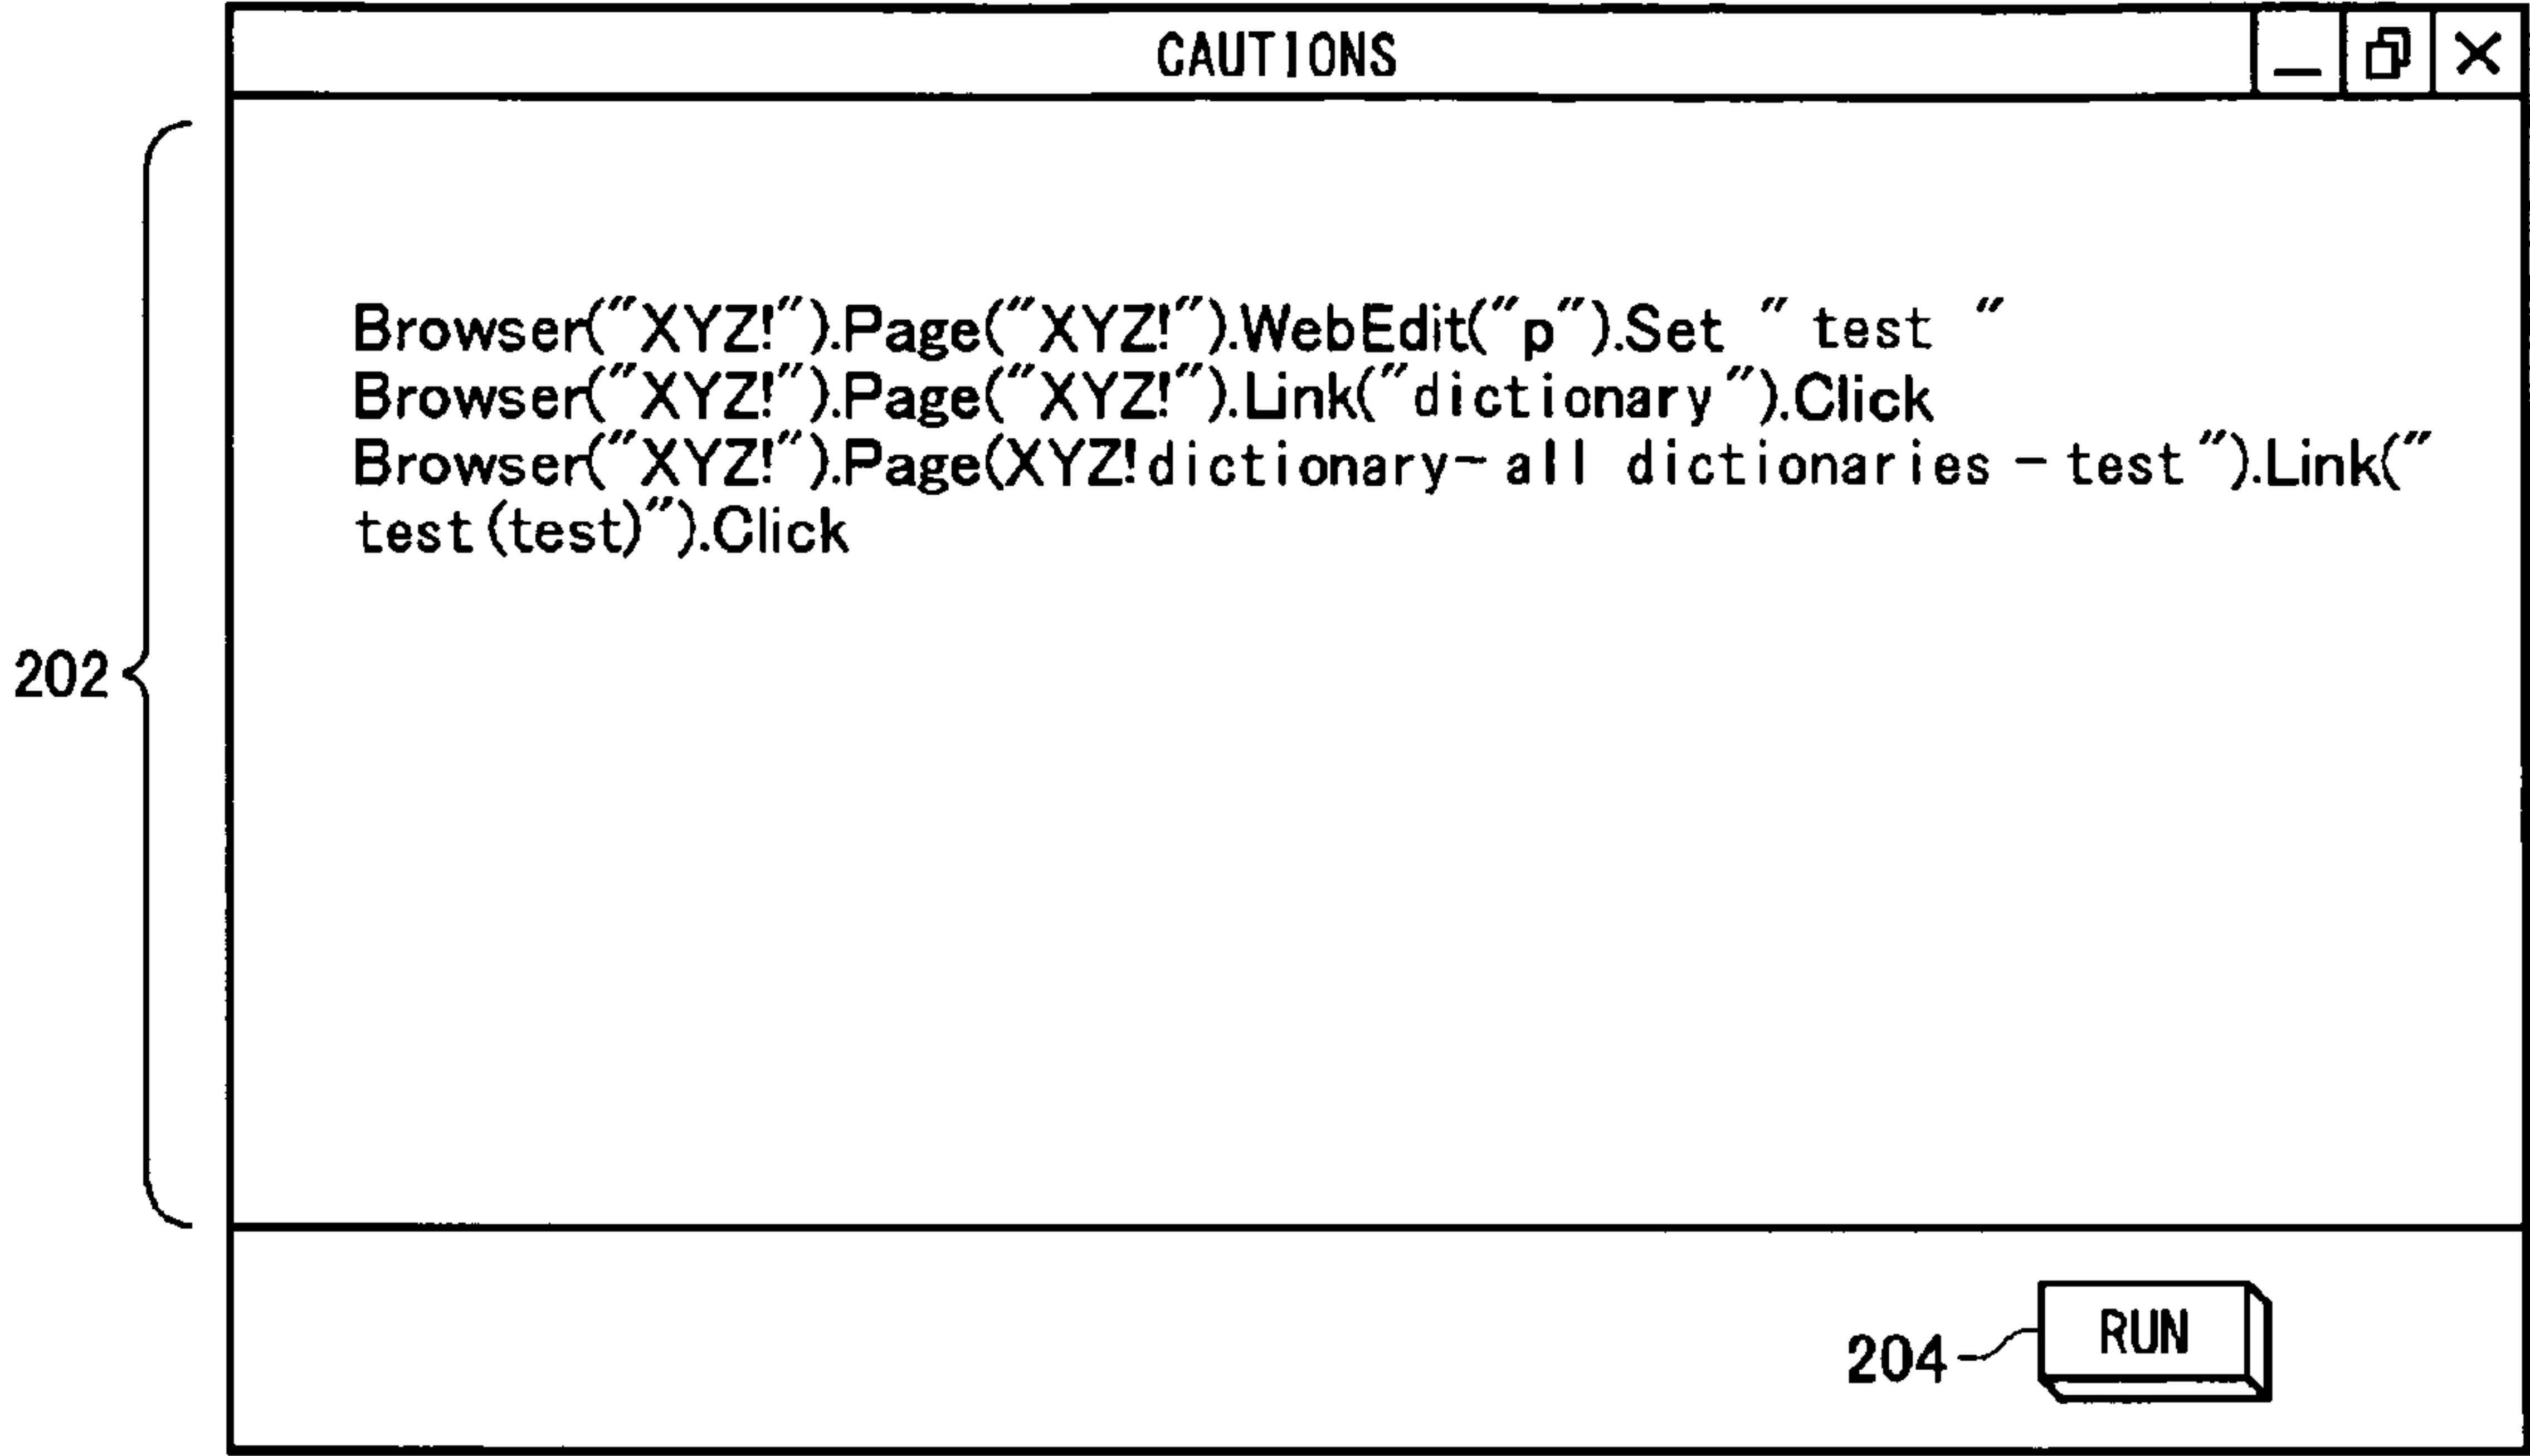 CAUTIONS
Browser("XYZ!").Page("XYZ!").WebEdit("p").Set " test "
Browser("XYZ!").Page("XYZ!").Link("dictionary").Click
Browser("XYZ!").Page(XYZ!dictionary- all dictionaries - test").Link("
test(test)").Click
202
204
RUN